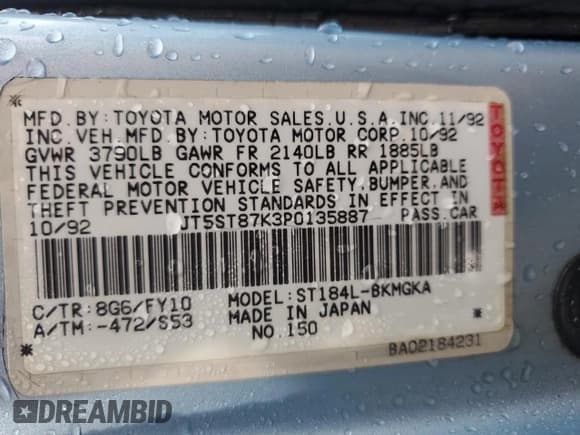 MFD. BY: TOYOTA MOTOR SALES. U.S.A. INC. 11/92
INC. VEH. MFD. BY: TOYOTA MOTOR CORP. 10/92
GVWR 3790LB GAWR FR 2140LB RR 1885LB
THIS VEHICLE CONFORMS TO ALL APPLICABLE
FEDERAL MOTOR VEHICLE SAFETY, BUMPER, AND
THEFT PREVENTION STANDARDS IN EFFECT IN
10/92 JT5ST87K3P0135887 PASS. CAR
TOYOTA
C/TR: 8G6/FY10 MODEL: ST184L-BKMGKA
A/TM: -472/S53 MADE IN JAPAN
NO. 150
BA02184231
DREAMBID